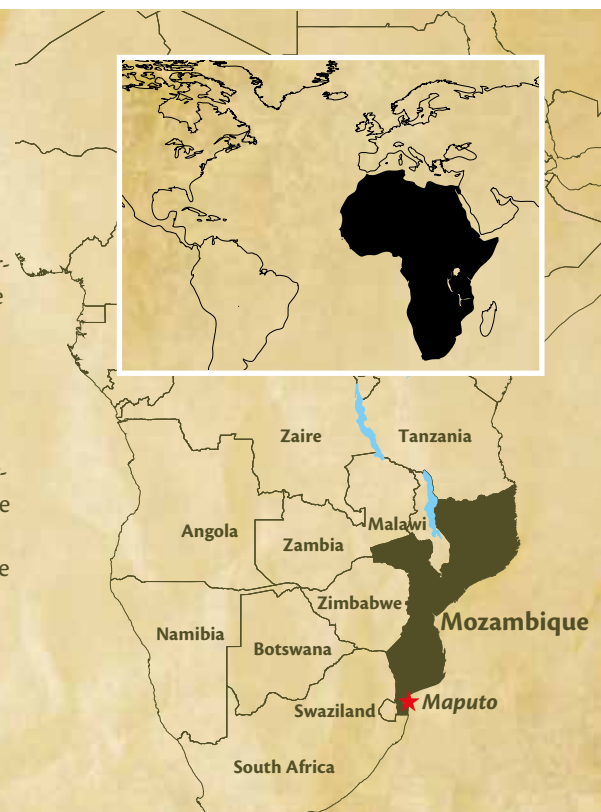 Zaire
Tanzania
Angola
Malawi
Zambia
Zimbabwe
Mozambique
Namibia
Botswana
Swaziland
Maputo
South Africa